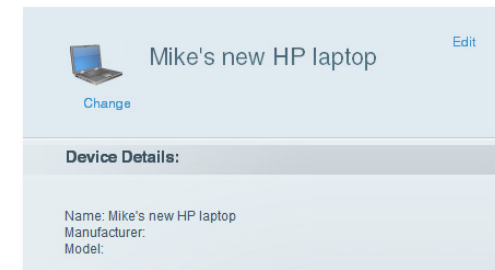 Mike's new HP laptop
Edit
Change
Device Details:
Name: Mike's new HP laptop
Manufacturer:
Model: